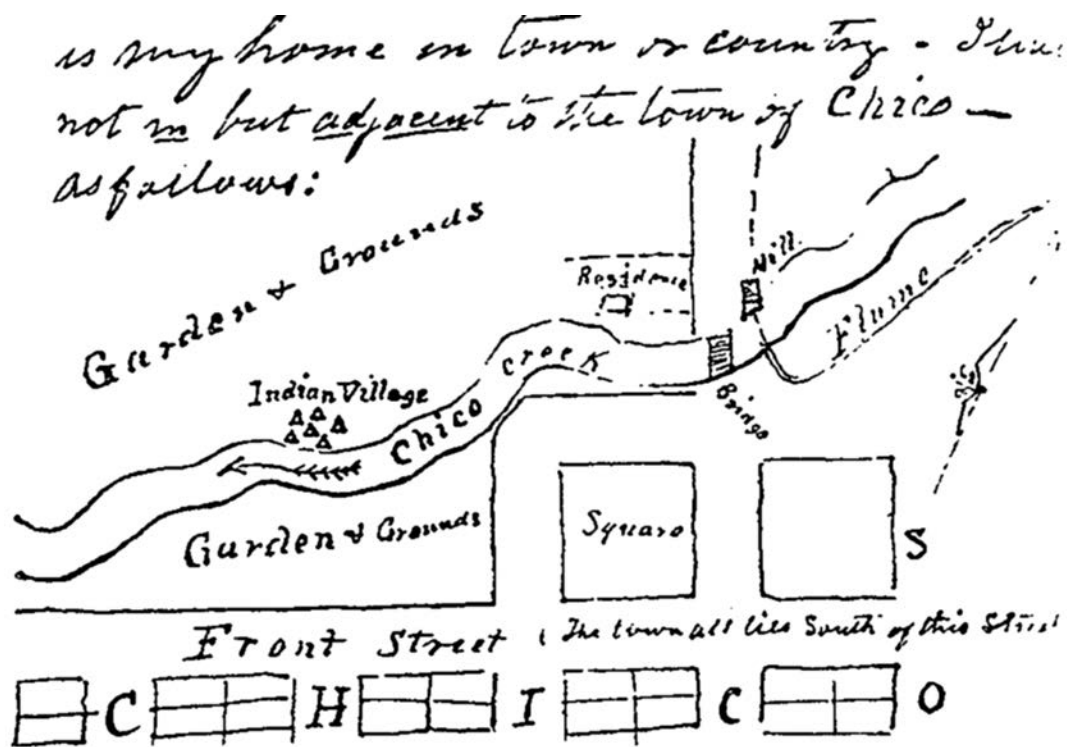 is my home in town or country -
not in but adjacent to the town of Chico —
as follows:
Garden & Grounds
Residence
Mill
Flume
Creek
Chico
Bridge
Indian Village
Garden & Grounds
Square
S
Front Street (The town all lies South of this Street
C H I C O